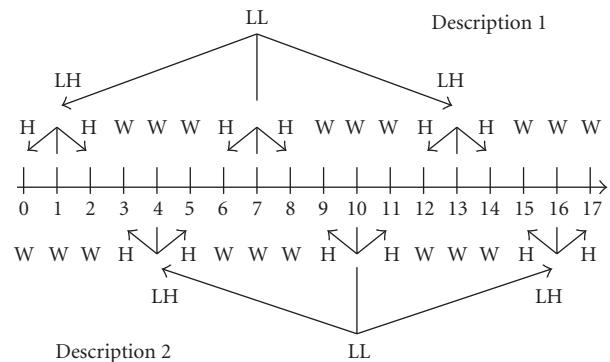 LL Description 1
LH LH
H H W W W H H W W W H H W W W
0 1 2 3 4 5 6 7 8 9 10 11 12 13 14 15 16 17
W W W H H W W W H H W W W H H
LH LH
Description 2 LL